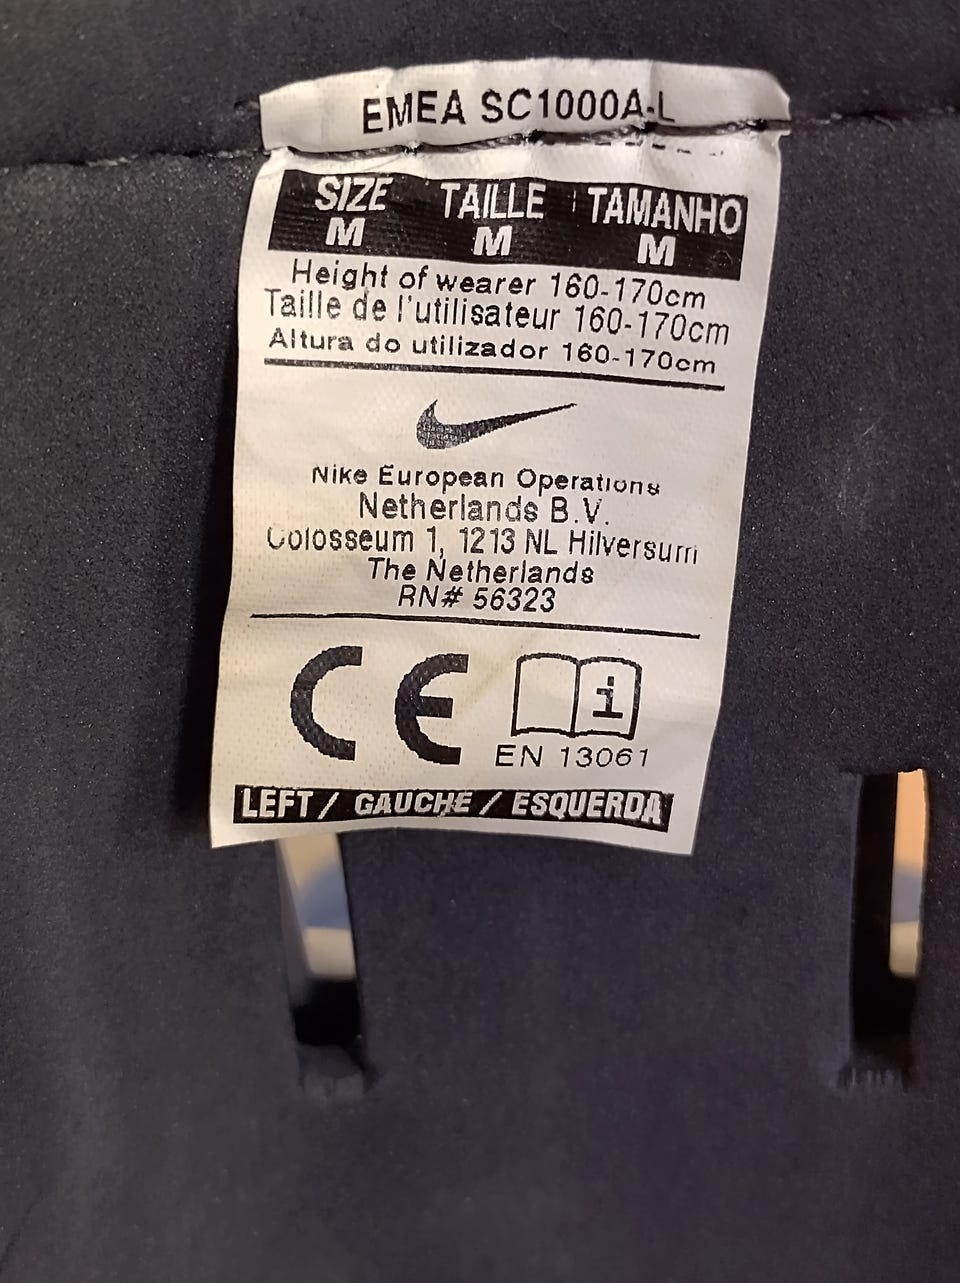 EMEA SC1000A-L
SIZE TAILLE TAMANHO
M M M
Height of wearer 160-170cm
Taille de l'utilisateur 160-170cm
Altura do utilizador 160-170cm
Nike European Operations
Netherlands B.V.
Colosseum 1, 1213 NL Hilversum
The Netherlands
RN# 56323
CE i
EN 13061
LEFT / GAUCHE / ESQUERDA